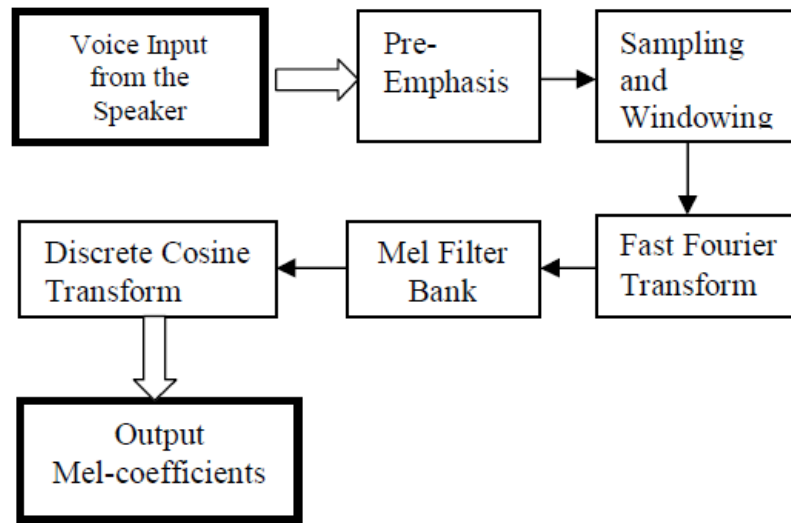 Voice Input
from the
Speaker
Pre-
Emphasis
Sampling
and
Windowing
Fast Fourier
Transform
Mel Filter
Bank
Discrete Cosine
Transform
Output
Mel-coefficients